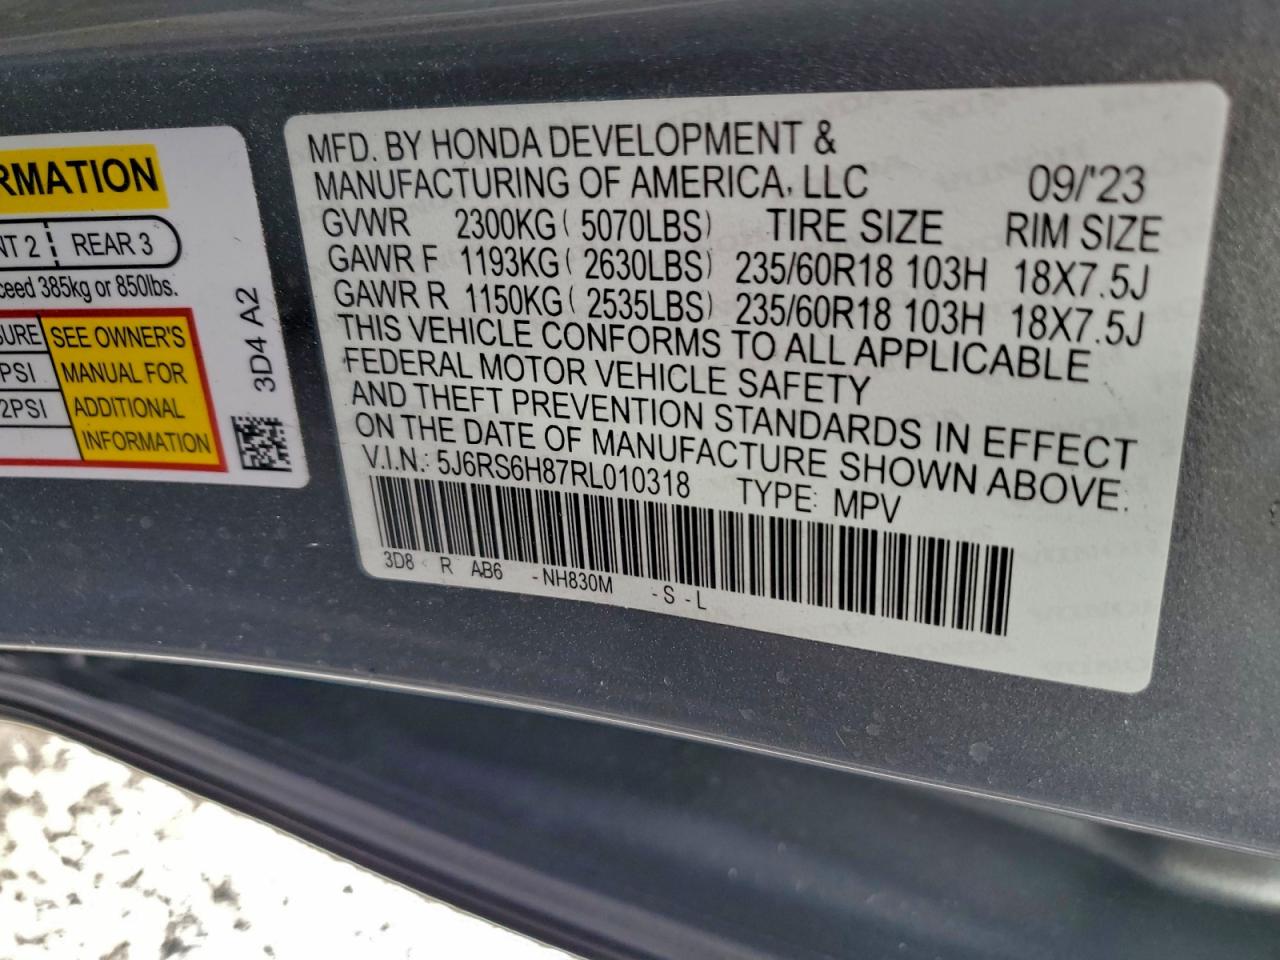 RMATION
NT 2 | REAR 3
ceed 385kg or 850lbs.
SURE
PSI
2PSI
SEE OWNER'S
MANUAL FOR
ADDITIONAL
INFORMATION
3D4 A2
MFD. BY HONDA DEVELOPMENT &
MANUFACTURING OF AMERICA, LLC 09/'23
GVWR 2300KG ( 5070LBS) TIRE SIZE RIM SIZE
GAWR F 1193KG ( 2630LBS) 235/60R18 103H 18X7.5J
GAWR R 1150KG ( 2535LBS) 235/60R18 103H 18X7.5J
THIS VEHICLE CONFORMS TO ALL APPLICABLE
FEDERAL MOTOR VEHICLE SAFETY
AND THEFT PREVENTION STANDARDS IN EFFECT
ON THE DATE OF MANUFACTURE SHOWN ABOVE.
V.I.N.: 5J6RS6H87RL010318 TYPE: MPV
3D8 R AB6 -NH830M -S -L